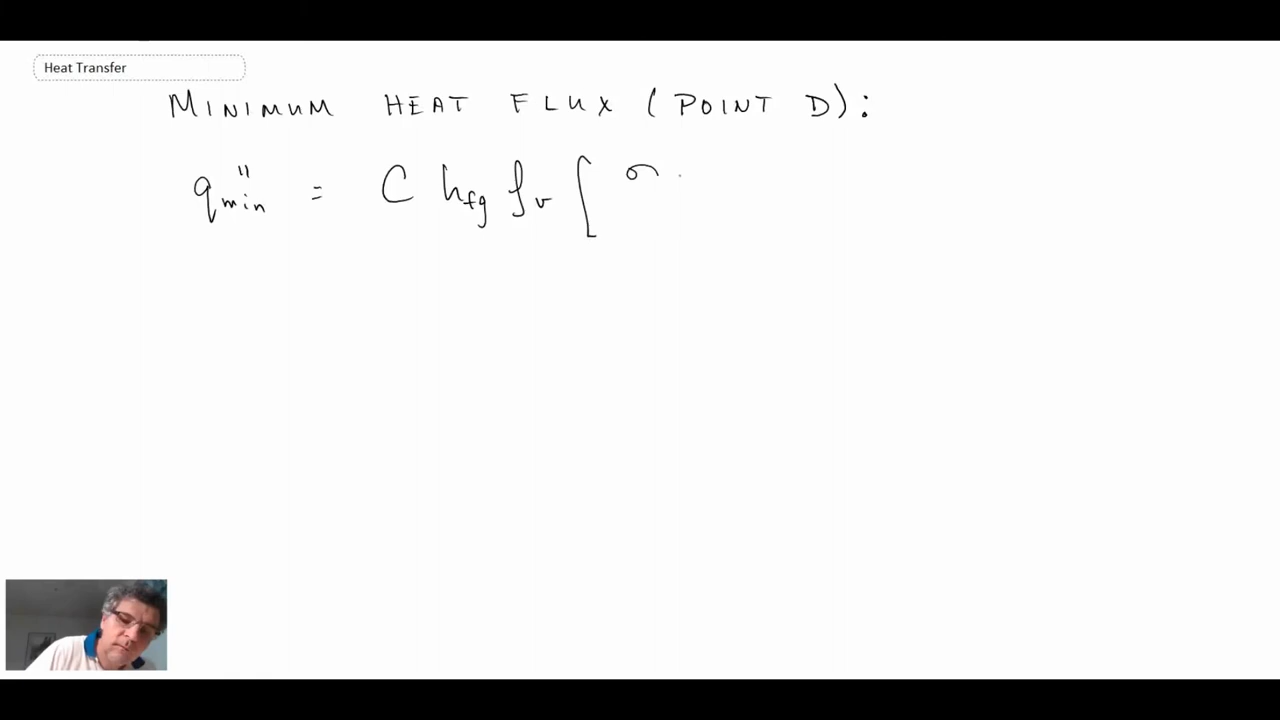 Heat Transfer
MINIMUM HEAT FLUX (POINT D):
q"min = C hfg ρv [ σ